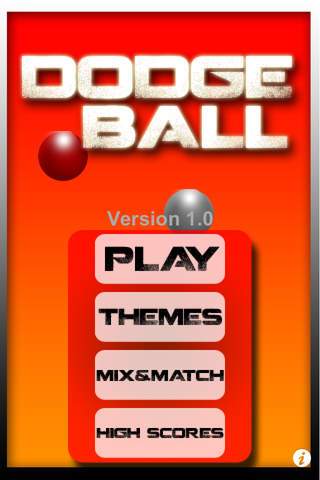 DODGE
BALL
Version 1.0
PLAY
THEMES
MIX&MATCH
HIGH SCORES
i